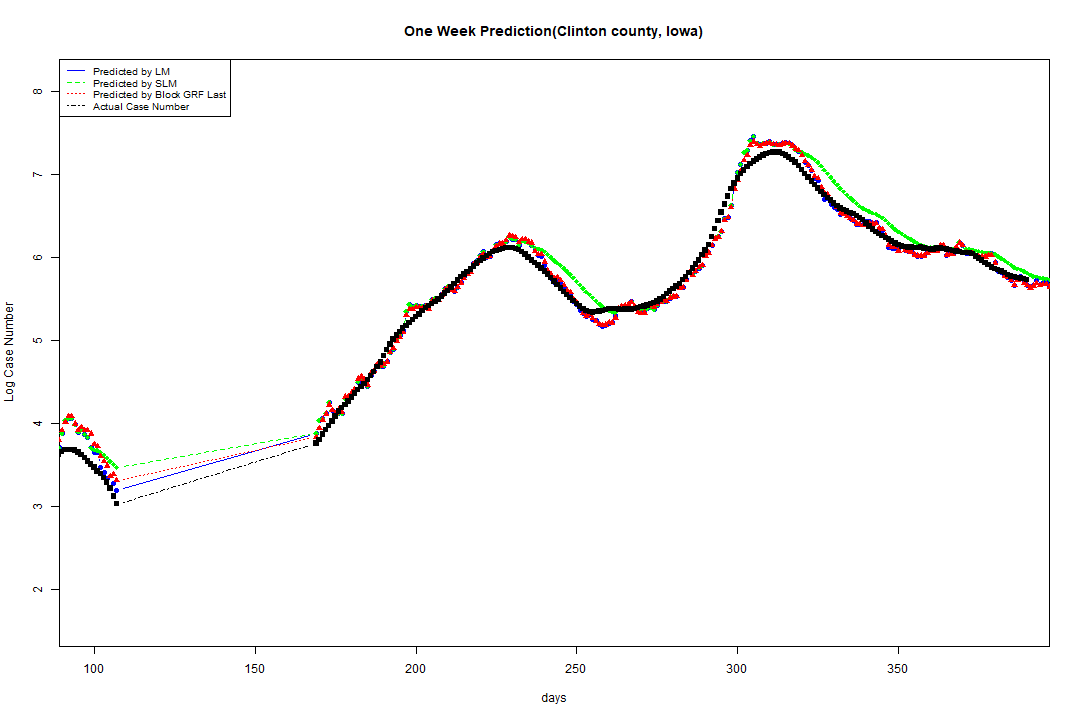 One Week Prediction(Clinton county, Iowa)
Predicted by LM
Predicted by SLM
Predicted by Block GRF Last
Actual Case Number
8
7
6
5
4
3
2
Log Case Number
100 150 200 250 300 350
days